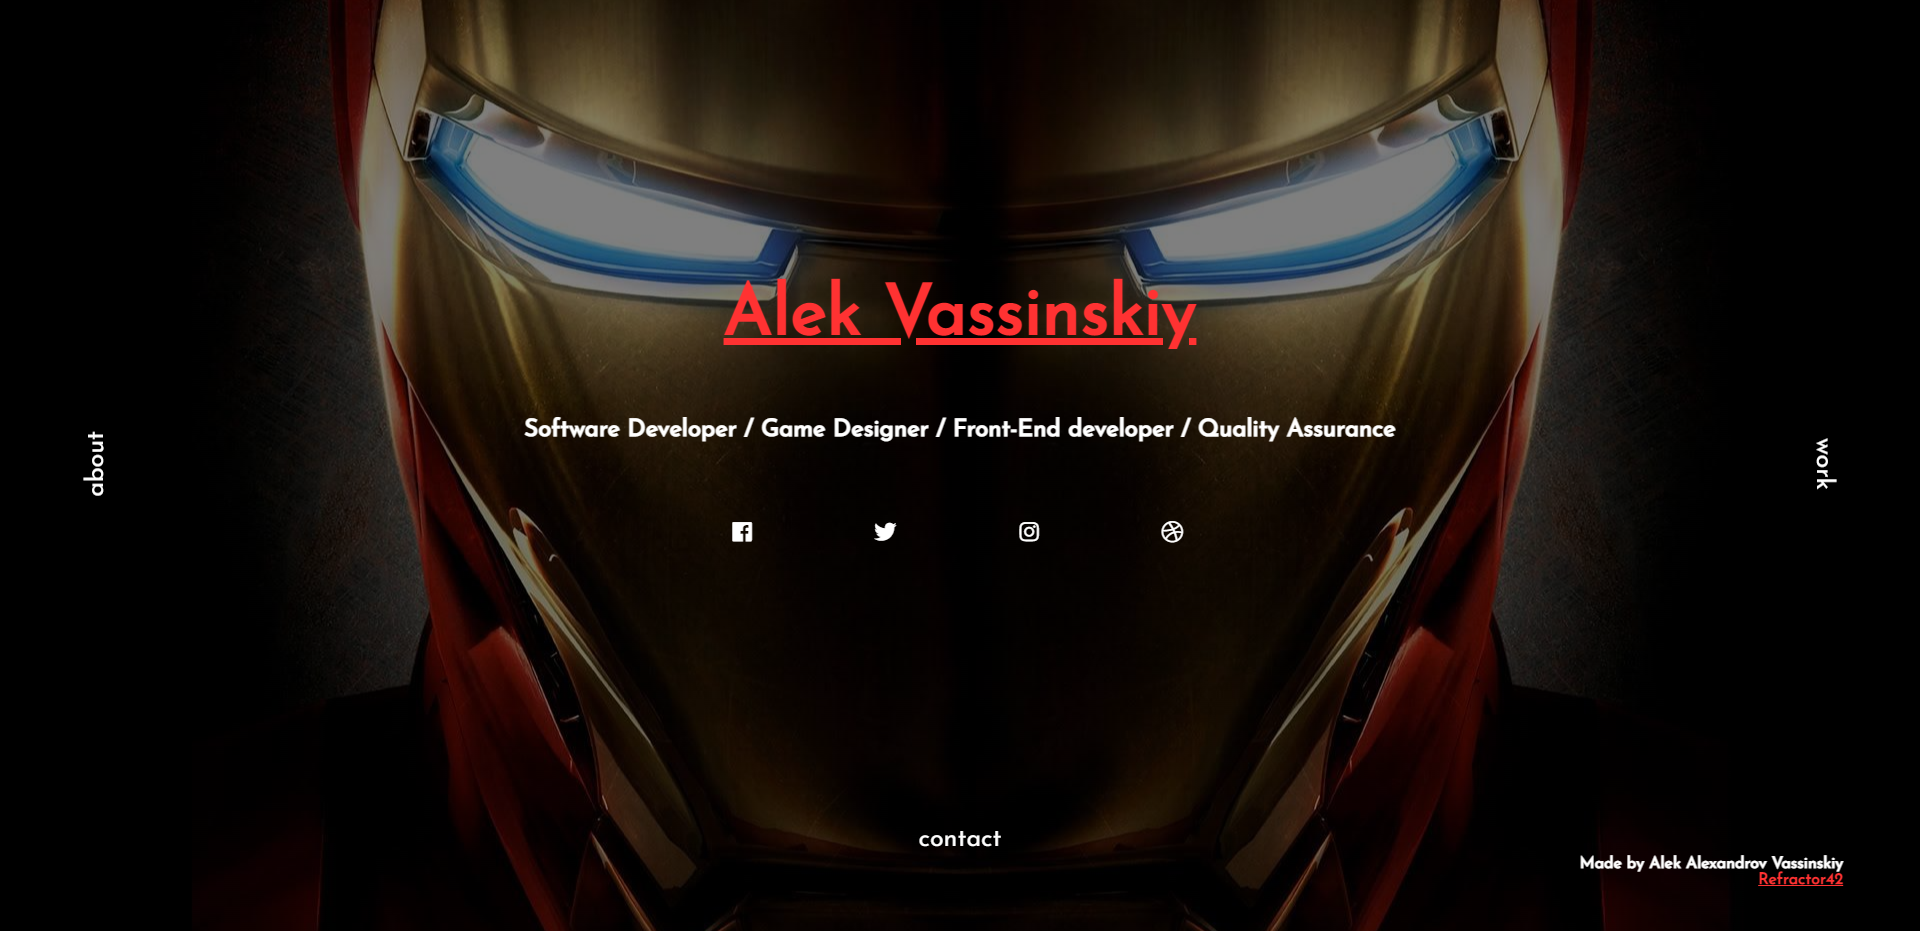 Alek Vassinskiy
Software Developer / Game Designer / Front-End developer / Quality Assurance
about
work
contact
Made by Alek Alexandrov Vassinskiy
Refractor42